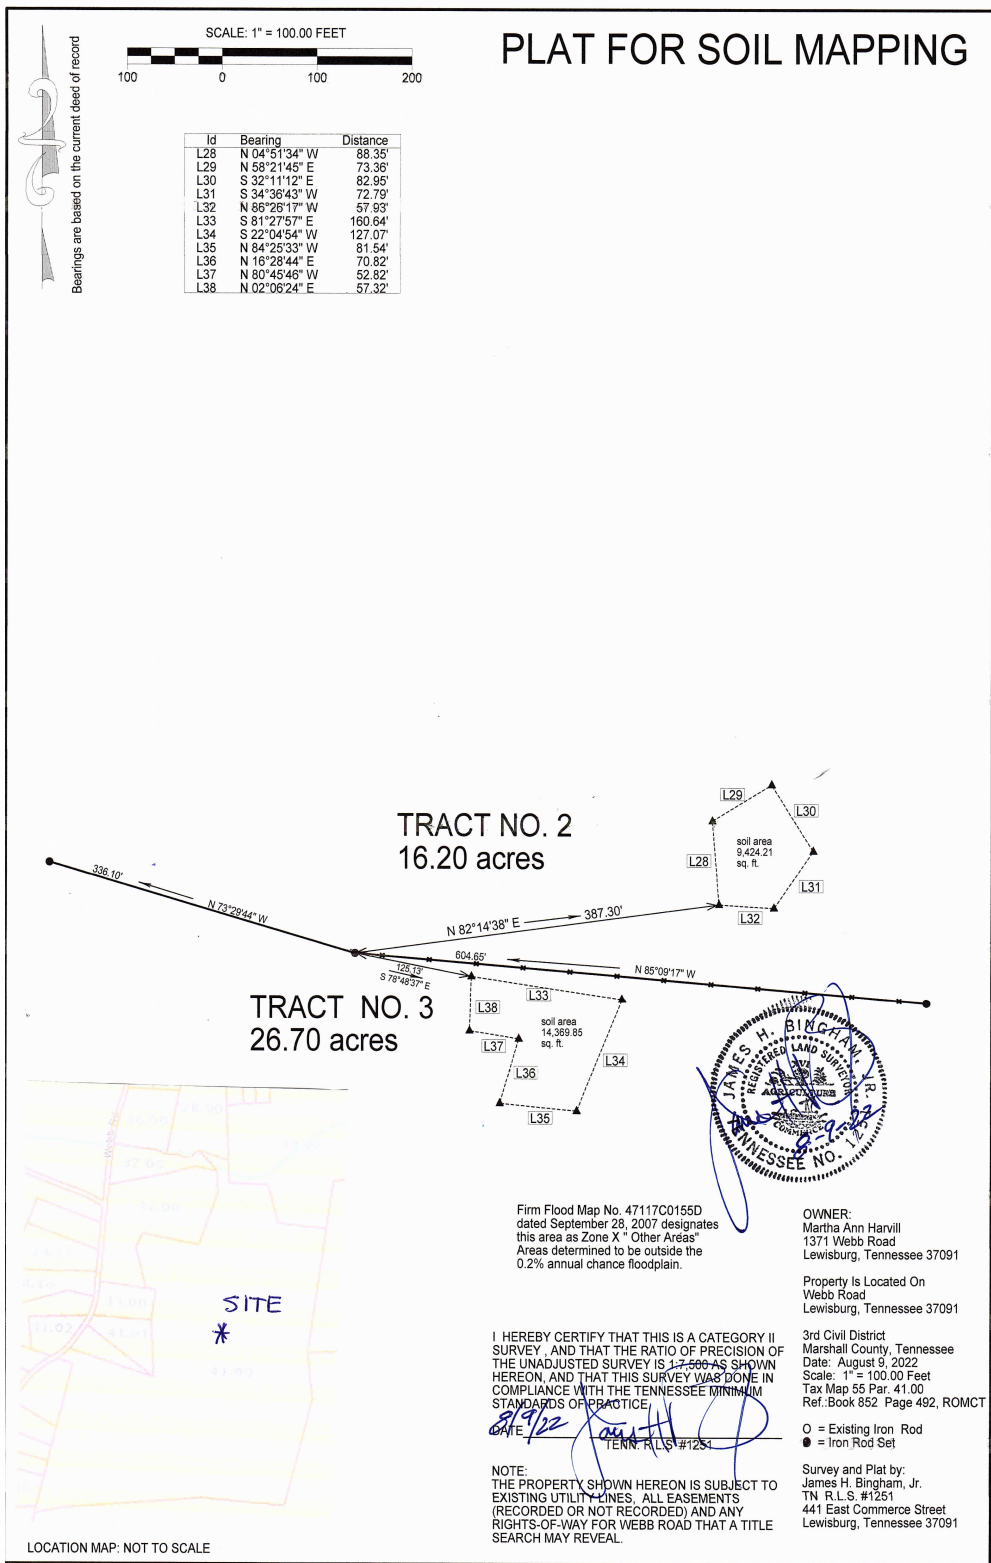 SCALE: 1" = 100.00 FEET
100 0 100 200
PLAT FOR SOIL MAPPING
Bearings are based on the current deed of record
Id Bearing Distance
L28 N 04°51'34" W 88.35'
L29 N 58°21'45" E 73.36'
L30 S 32°11'12" E 82.95'
L31 S 34°36'43" W 72.79'
L32 N 86°26'17" W 57.93'
L33 S 81°27'57" E 160.64'
L34 S 22°04'54" W 127.07'
L35 N 84°25'33" W 81.54'
L36 N 16°28'44" E 70.82'
L37 N 80°45'46" W 52.82'
L38 N 02°06'24" E 57.32'
TRACT NO. 2
16.20 acres
L29
L30
soil area
9,424.21
sq. ft.
L28
L31
L32
336.10'
N 73°29'44" W
N 82°14'38" E
387.30'
604.65'
N 85°09'17" W
125.13'
S 78°48'37" E
TRACT NO. 3
26.70 acres
L33
L38
soil area
14,369.85
sq. ft.
L37
L34
L36
L35
JAMES H. BINGHAM, JR.
REGISTERED LAND SURVEYOR
AGRICULTURE
COMMERCE
TENNESSEE NO. 1251
8-9-22
Webb Rd
37.00
41.01
41.00
SITE
*
LOCATION MAP: NOT TO SCALE
Firm Flood Map No. 47117C0155D
dated September 28, 2007 designates
this area as Zone X " Other Areas"
Areas determined to be outside the
0.2% annual chance floodplain.
I HEREBY CERTIFY THAT THIS IS A CATEGORY II
SURVEY , AND THAT THE RATIO OF PRECISION OF
THE UNADJUSTED SURVEY IS 1:7,500 AS SHOWN
HEREON, AND THAT THIS SURVEY WAS DONE IN
COMPLIANCE WITH THE TENNESSEE MINIMUM
STANDARDS OF PRACTICE
8/9/22
DATE
TENN. R.L.S. #1251
NOTE:
THE PROPERTY SHOWN HEREON IS SUBJECT TO
EXISTING UTILITY LINES, ALL EASEMENTS
(RECORDED OR NOT RECORDED) AND ANY
RIGHTS-OF-WAY FOR WEBB ROAD THAT A TITLE
SEARCH MAY REVEAL.
OWNER:
Martha Ann Harvill
1371 Webb Road
Lewisburg, Tennessee 37091
Property Is Located On
Webb Road
Lewisburg, Tennessee 37091
3rd Civil District
Marshall County, Tennessee
Date: August 9, 2022
Scale: 1" = 100.00 Feet
Tax Map 55 Par. 41.00
Ref.:Book 852 Page 492, ROMCT
O = Existing Iron Rod
● = Iron Rod Set
Survey and Plat by:
James H. Bingham, Jr.
TN R.L.S. #1251
441 East Commerce Street
Lewisburg, Tennessee 37091